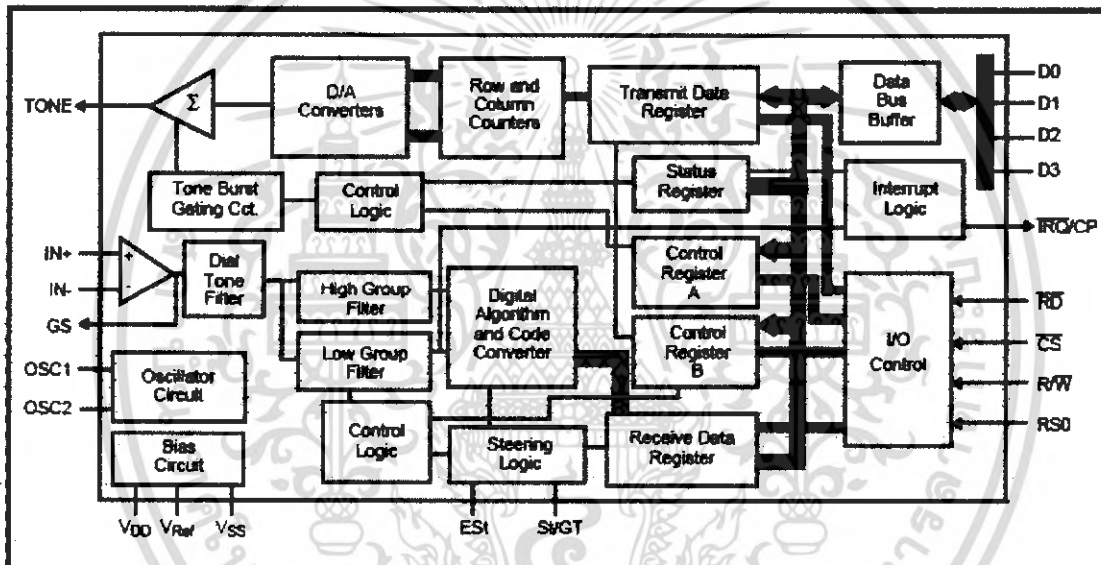 TONE
Σ
D/A
Converters
Row and
Column
Counters
Transmit Data
Register
Data
Bus
Buffer
D0
D1
D2
D3
Tone Burst
Gating Cct.
Control
Logic
Status
Register
Interrupt
Logic
IRQ/CP
IN+
+
IN-
-
GS
Dial
Tone
Filter
High Group
Filter
Low Group
Filter
Digital
Algorithm
and Code
Converter
Control
Register
A
Control
Register
B
I/O
Control
RD
CS
R/W
RS0
OSC1
OSC2
Oscillator
Circuit
Bias
Circuit
Control
Logic
Steering
Logic
Receive Data
Register
VDD
VRef
VSS
ESt
St/GT